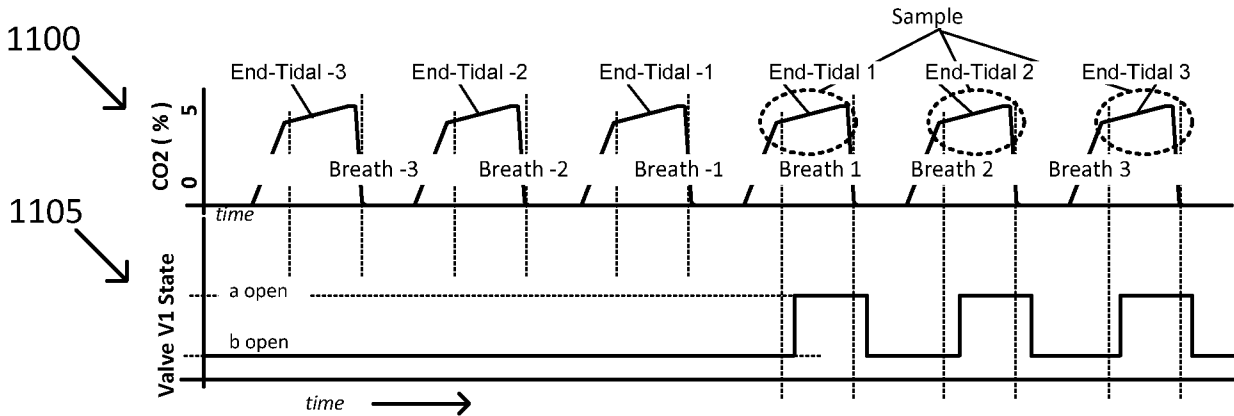 Sample
1100
End-Tidal -3 End-Tidal -2 End-Tidal -1 End-Tidal 1 End-Tidal 2 End-Tidal 3
CO2 ( % )
5
0
Breath -3 Breath -2 Breath -1 Breath 1 Breath 2 Breath 3
time
1105
Valve V1 State
a open
b open
time